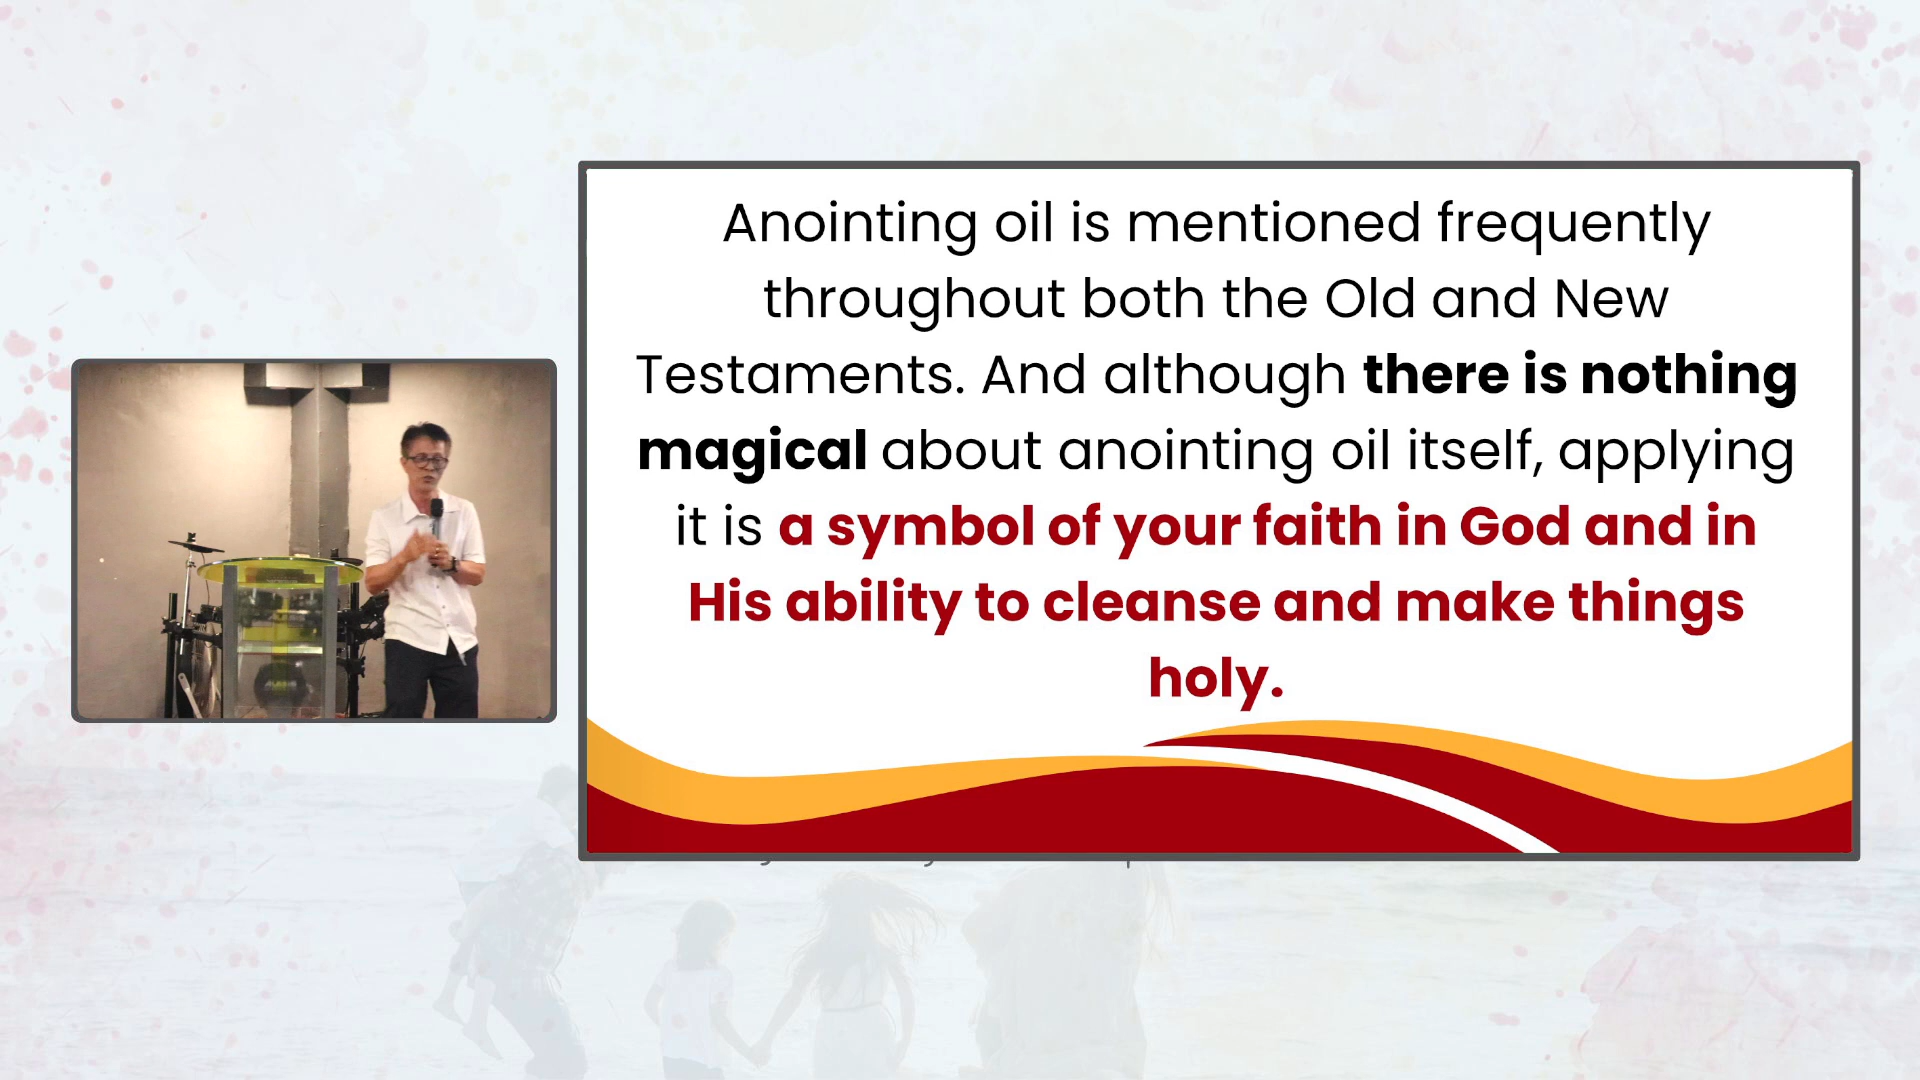 Anointing oil is mentioned frequently
throughout both the Old and New
Testaments. And although there is nothing
magical about anointing oil itself, applying
it is a symbol of your faith in God and in
His ability to cleanse and make things
holy.